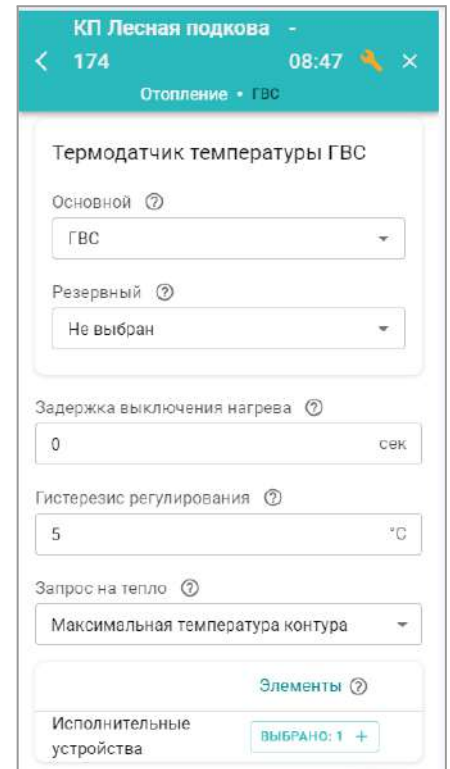 КП Лесная подкова -
174 08:47
Отопление • ГВС
Термодатчик температуры ГВС
Основной
ГВС
Резервный
Не выбран
Задержка выключения нагрева
0 сек
Гистерезис регулирования
5 °C
Запрос на тепло
Максимальная температура контура
Элементы
Исполнительные
устройства
ВЫБРАНО: 1 +